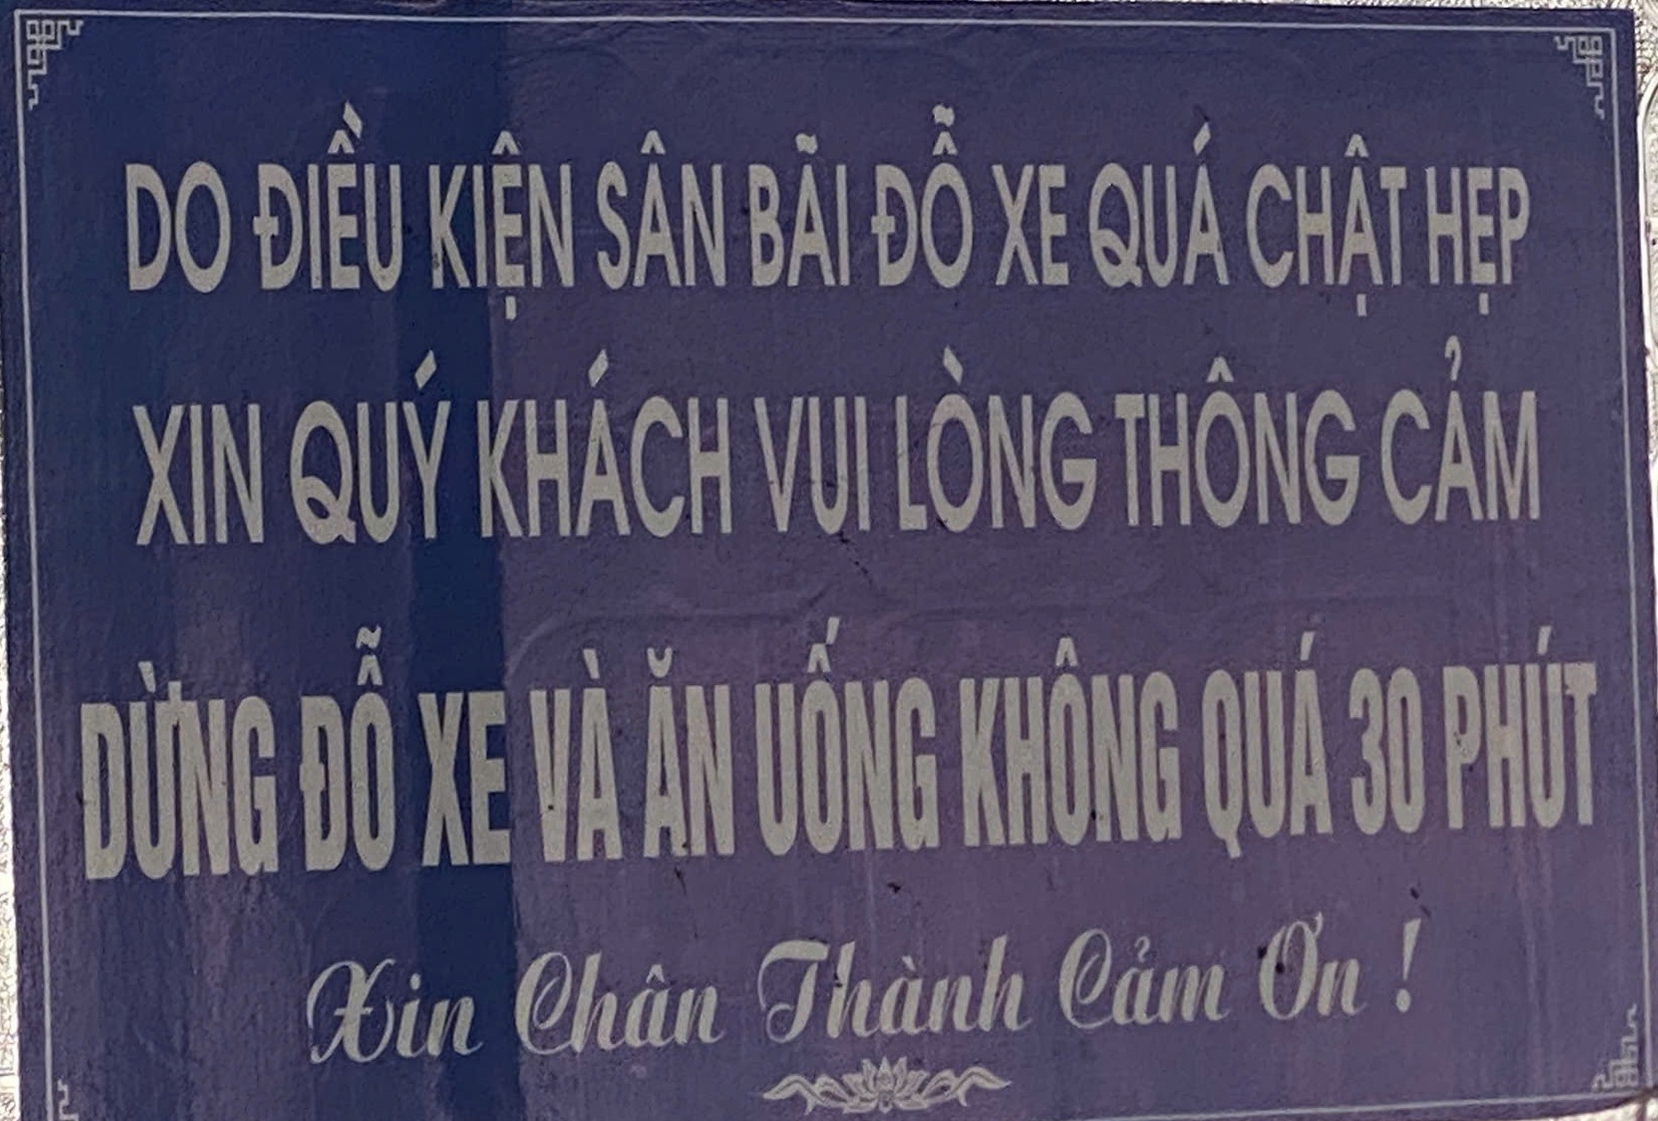 DO ĐIỀU KIỆN SÂN BÃI ĐỖ XE QUÁ CHẬT HẸP
XIN QUÝ KHÁCH VUI LÒNG THÔNG CẢM
DỪNG ĐỖ XE VÀ ĂN UỐNG KHÔNG QUÁ 30 PHÚT
Xin Chân Thành Cảm Ơn !